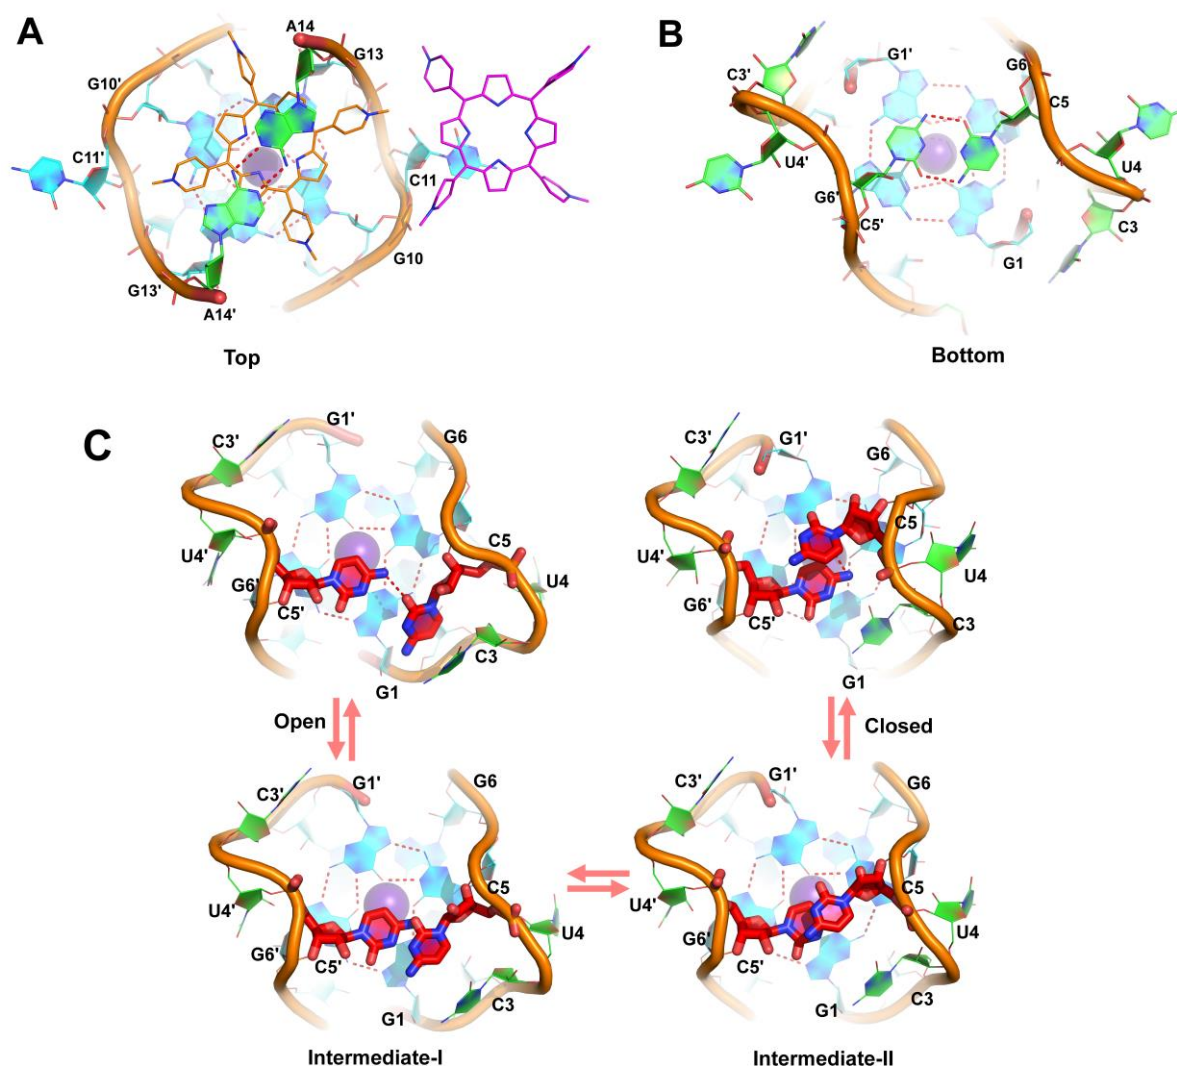 A
A14
G13
G10'
C11'
C11
G10
G13'
A14'
Top
B
G1'
G6
C3'
C5
U4'
U4
G6'
C5'
C3
G1
Bottom
C
G1'
G6
C3'
U4'
C5
U4
G6'
C5'
C3
G1
C3'
G1'
G6
C5
U4'
U4
G6'
C5'
C3
G1
Open
Closed
C3'
G1'
G6
C5
U4'
U4
G6'
C5'
C3
G1
Intermediate-I
C3'
G1'
G6
C5
U4'
U4
G6'
C5'
C3
G1
Intermediate-II